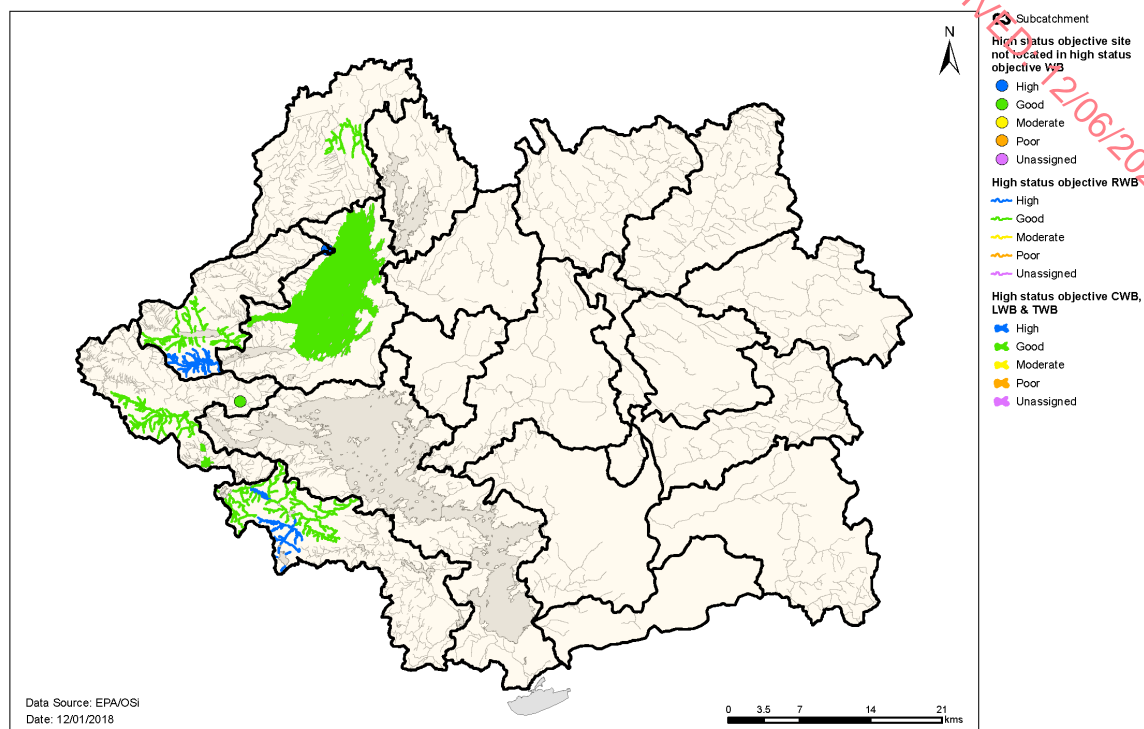 N
Data Source: EPA/OSi
Date: 12/01/2018
0 3.5 7 14 21
kms
Subcatchment
High status objective site
not located in high status
objective WB
High
Good
Moderate
Poor
Unassigned
High status objective RWB
High
Good
Moderate
Poor
Unassigned
High status objective CWB,
LWB & TWB
High
Good
Moderate
Poor
Unassigned